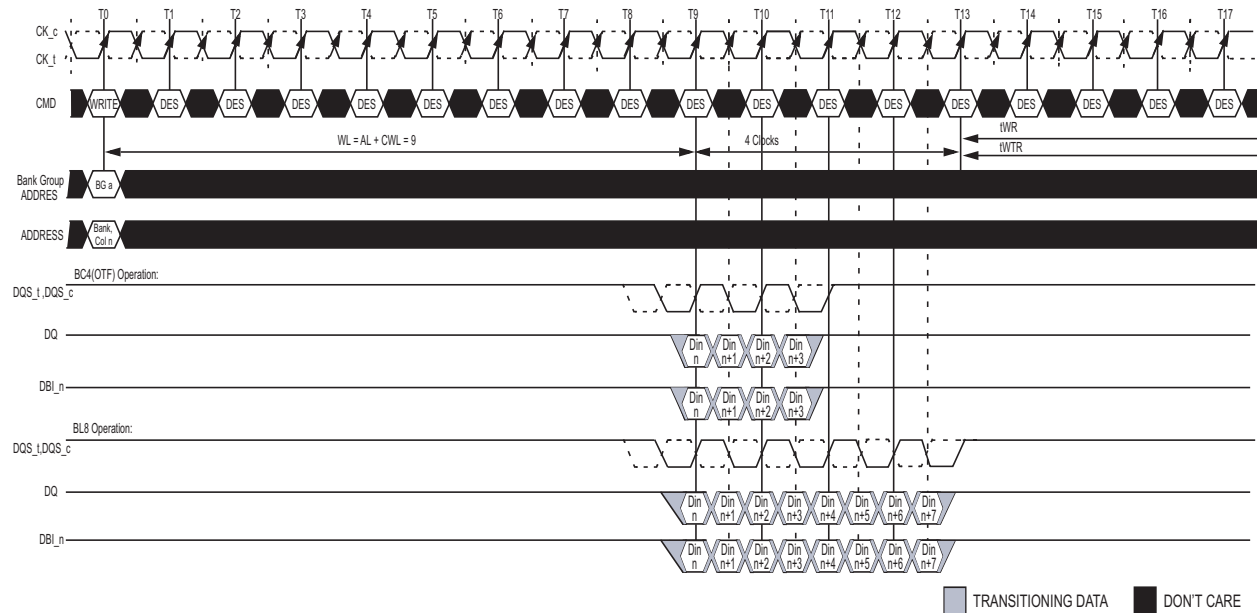 T0 T1 T2 T3 T4 T5 T6 T7 T8 T9 T10 T11 T12 T13 T14 T15 T16 T17
CK_c
CK_t
CMD WRITE DES DES DES DES DES DES DES DES DES DES DES DES DES DES DES DES DES
WL = AL + CWL = 9 4 Clocks tWR
tWTR
Bank Group
ADDRES
BG a
ADDRESS
Bank,
Col n
BC4(OTF) Operation:
DQS_t ,DQS_c
DQ
Din Din Din Din
n n+1 n+2 n+3
DBI_n
Din Din Din Din
n n+1 n+2 n+3
BL8 Operation:
DQS_t,DQS_c
DQ
Din Din Din Din Din Din Din Din
n n+1 n+2 n+3 n+4 n+5 n+6 n+7
DBI_n
Din Din Din Din Din Din Din Din
n n+1 n+2 n+3 n+4 n+5 n+6 n+7
TRANSITIONING DATA DON'T CARE